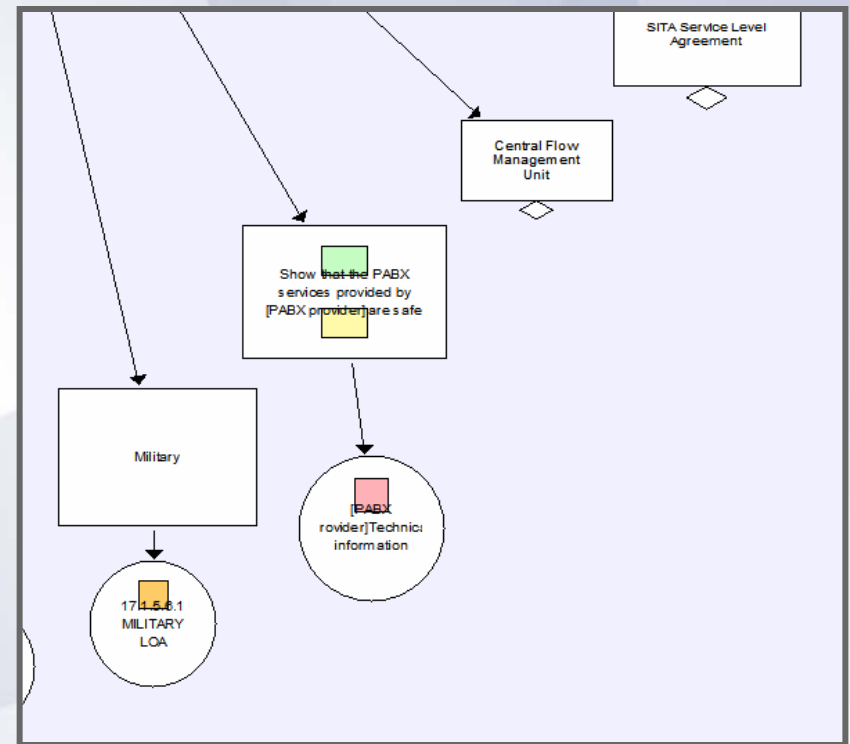 SITA Service Level
Agreement
Central Flow
Management
Unit
Show that the PABX
services provided by
[PABX provider] are safe
Military
[PABX
rovider]Technica
information
17.1.5.6.1
MILITARY
LOA